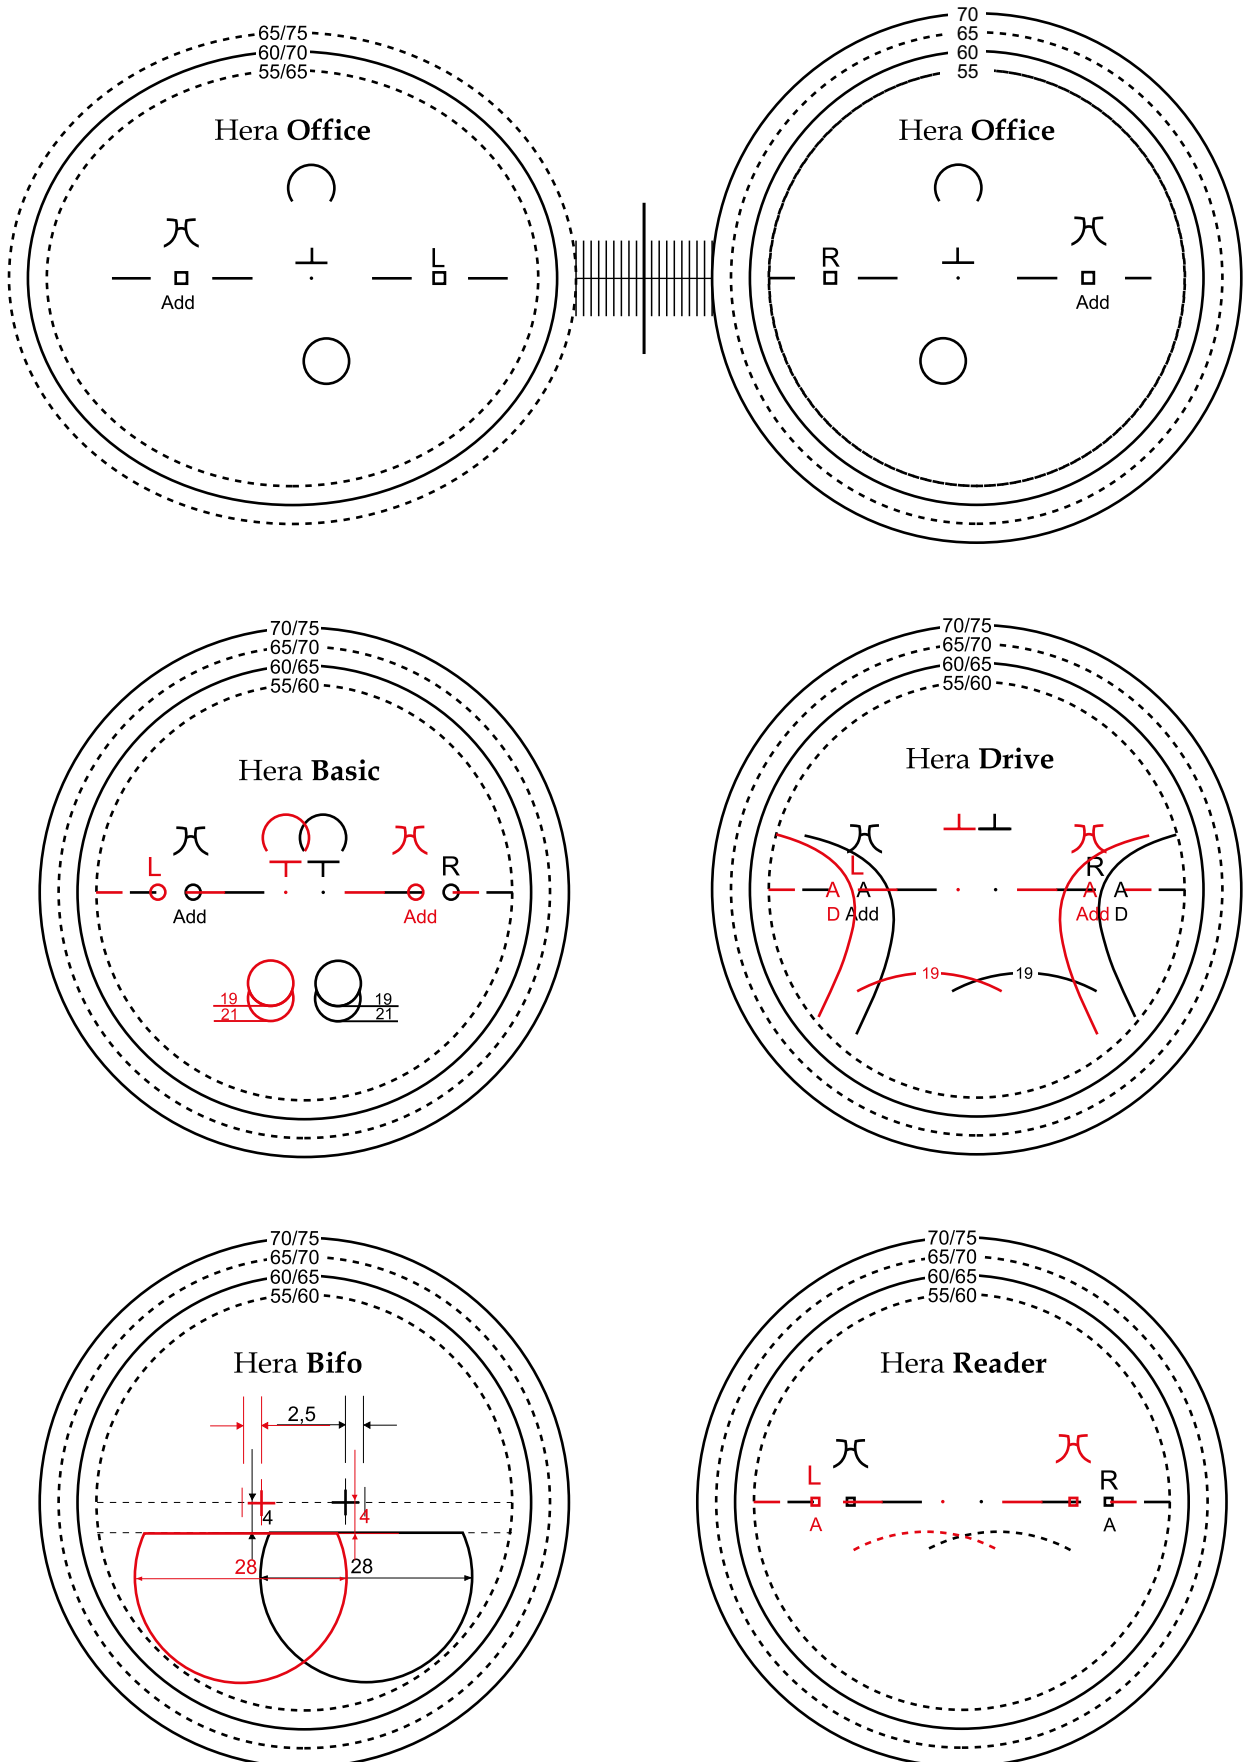 65/75
60/70
55/65
Hera Office
L
Add
70
65
60
55
Hera Office
R
Add
70/75
65/70
60/65
55/60
Hera Basic
L
R
Add
Add
19
21
19
21
70/75
65/70
60/65
55/60
Hera Drive
L
R
A
A
A
A
D
Add
Add
D
19
19
70/75
65/70
60/65
55/60
Hera Bifo
2,5
4
4
28
28
70/75
65/70
60/65
55/60
Hera Reader
L
R
A
A